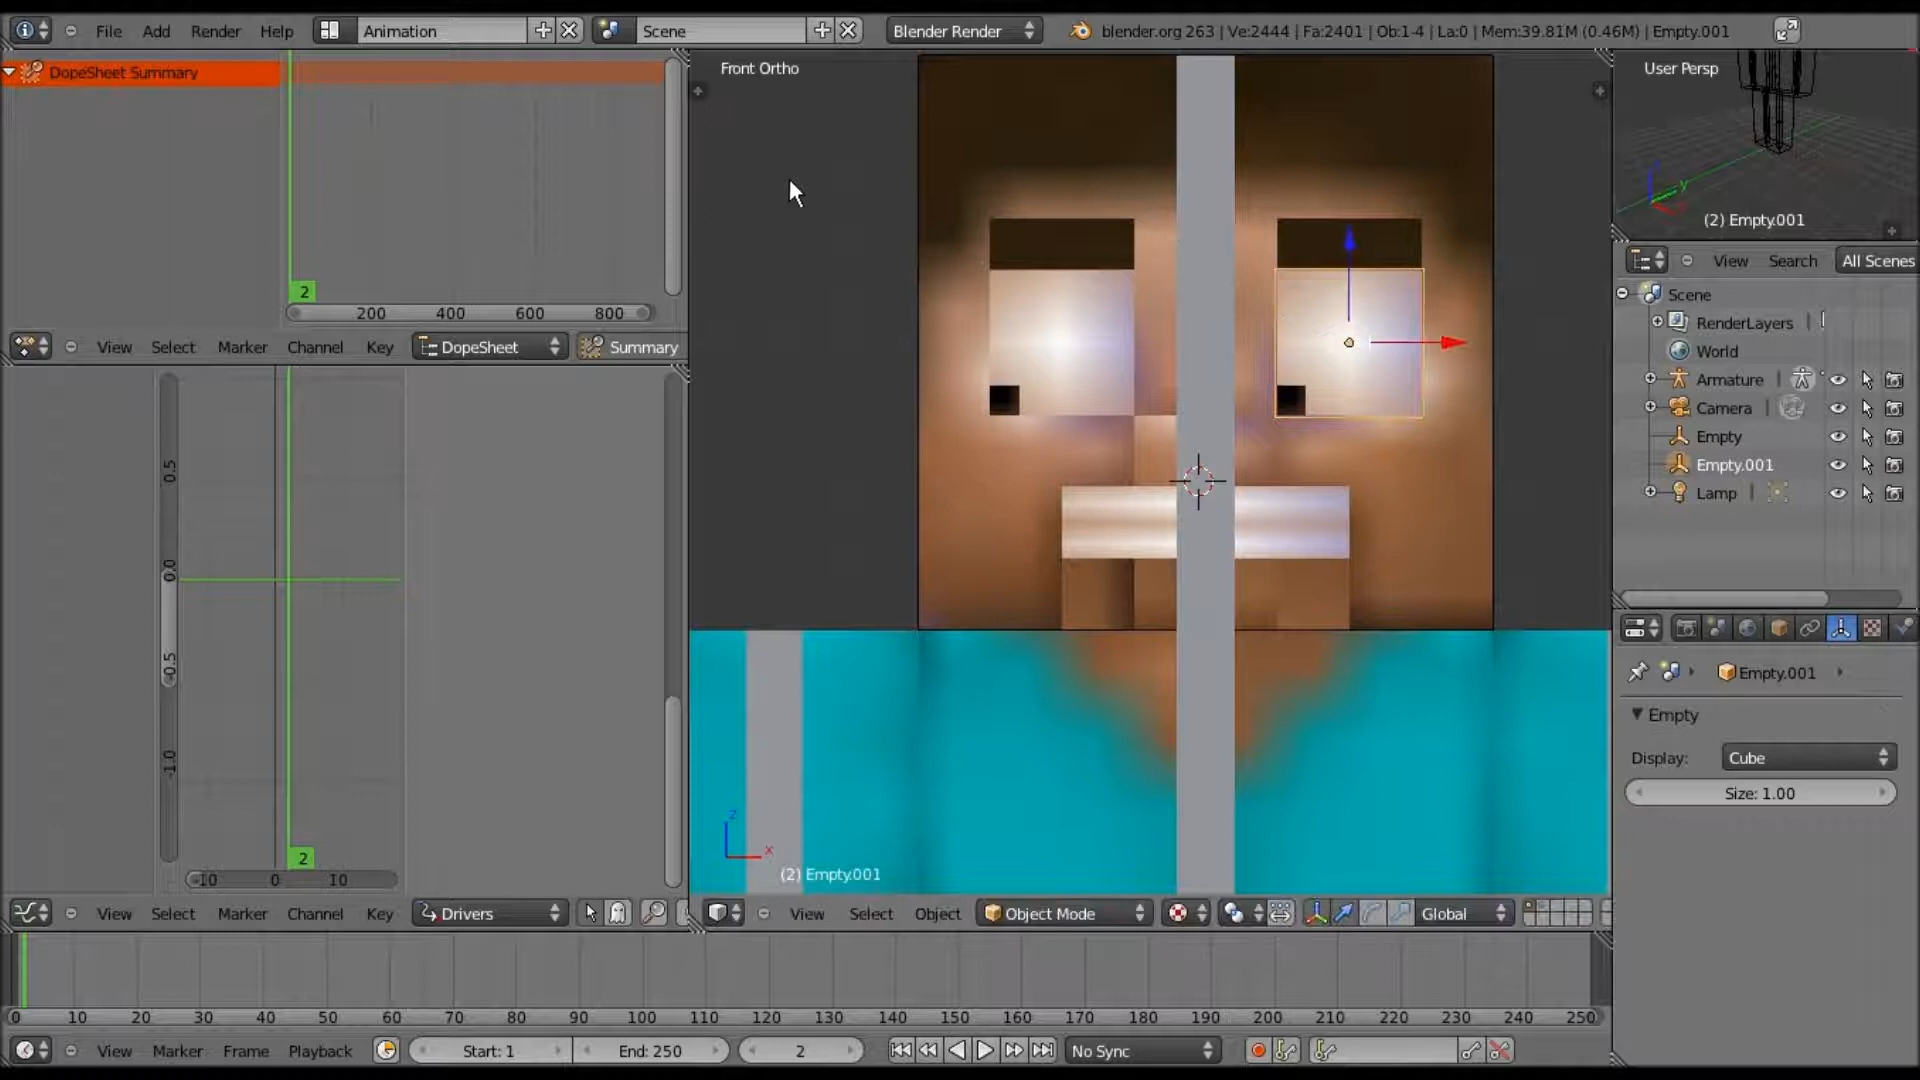 File Add Render Help Animation Scene Blender Render blender.org 263 | Ve:2444 | Fa:2401 | Ob:1-4 | La:0 | Mem:39.81M (0.46M) | Empty.001
DopeSheet Summary
2
200 400 600 800
View Select Marker Channel Key DopeSheet Summary
0.5
0.0
-0.5
-1.0
2
-10 0 10
View Select Marker Channel Key Drivers
Front Ortho
z
x
(2) Empty.001
View Select Object Object Mode Global
User Persp
y
(2) Empty.001
View Search All Scenes
Scene
RenderLayers |
World
Armature |
Camera |
Empty
Empty.001
Lamp |
Empty.001
Empty
Display: Cube
Size: 1.00
0 10 20 30 40 50 60 70 80 90 100 110 120 130 140 150 160 170 180 190 200 210 220 230 240 250
View Marker Frame Playback Start: 1 End: 250 2 No Sync